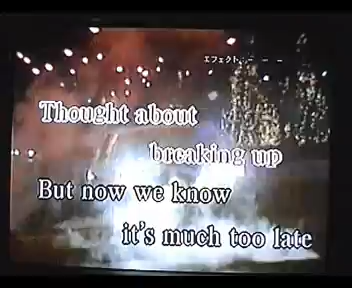 エフェクト - - -
Thought about
breaking up
But now we know
it's much too late